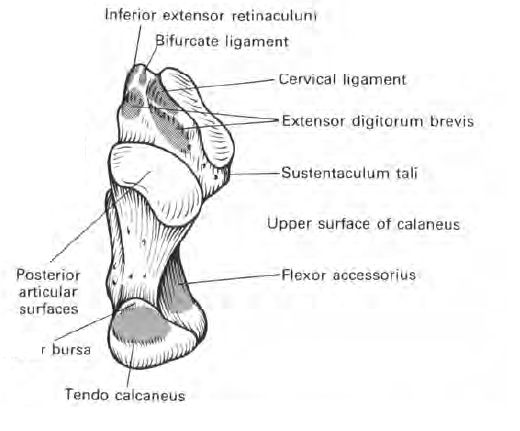 Inferior extensor retinaculum
Bifurcate ligament
Cervical ligament
Extensor digitorum brevis
Sustentaculum tali
Upper surface of calaneus
Posterior
articular
surfaces
Flexor accessorius
r bursa
Tendo calcaneus